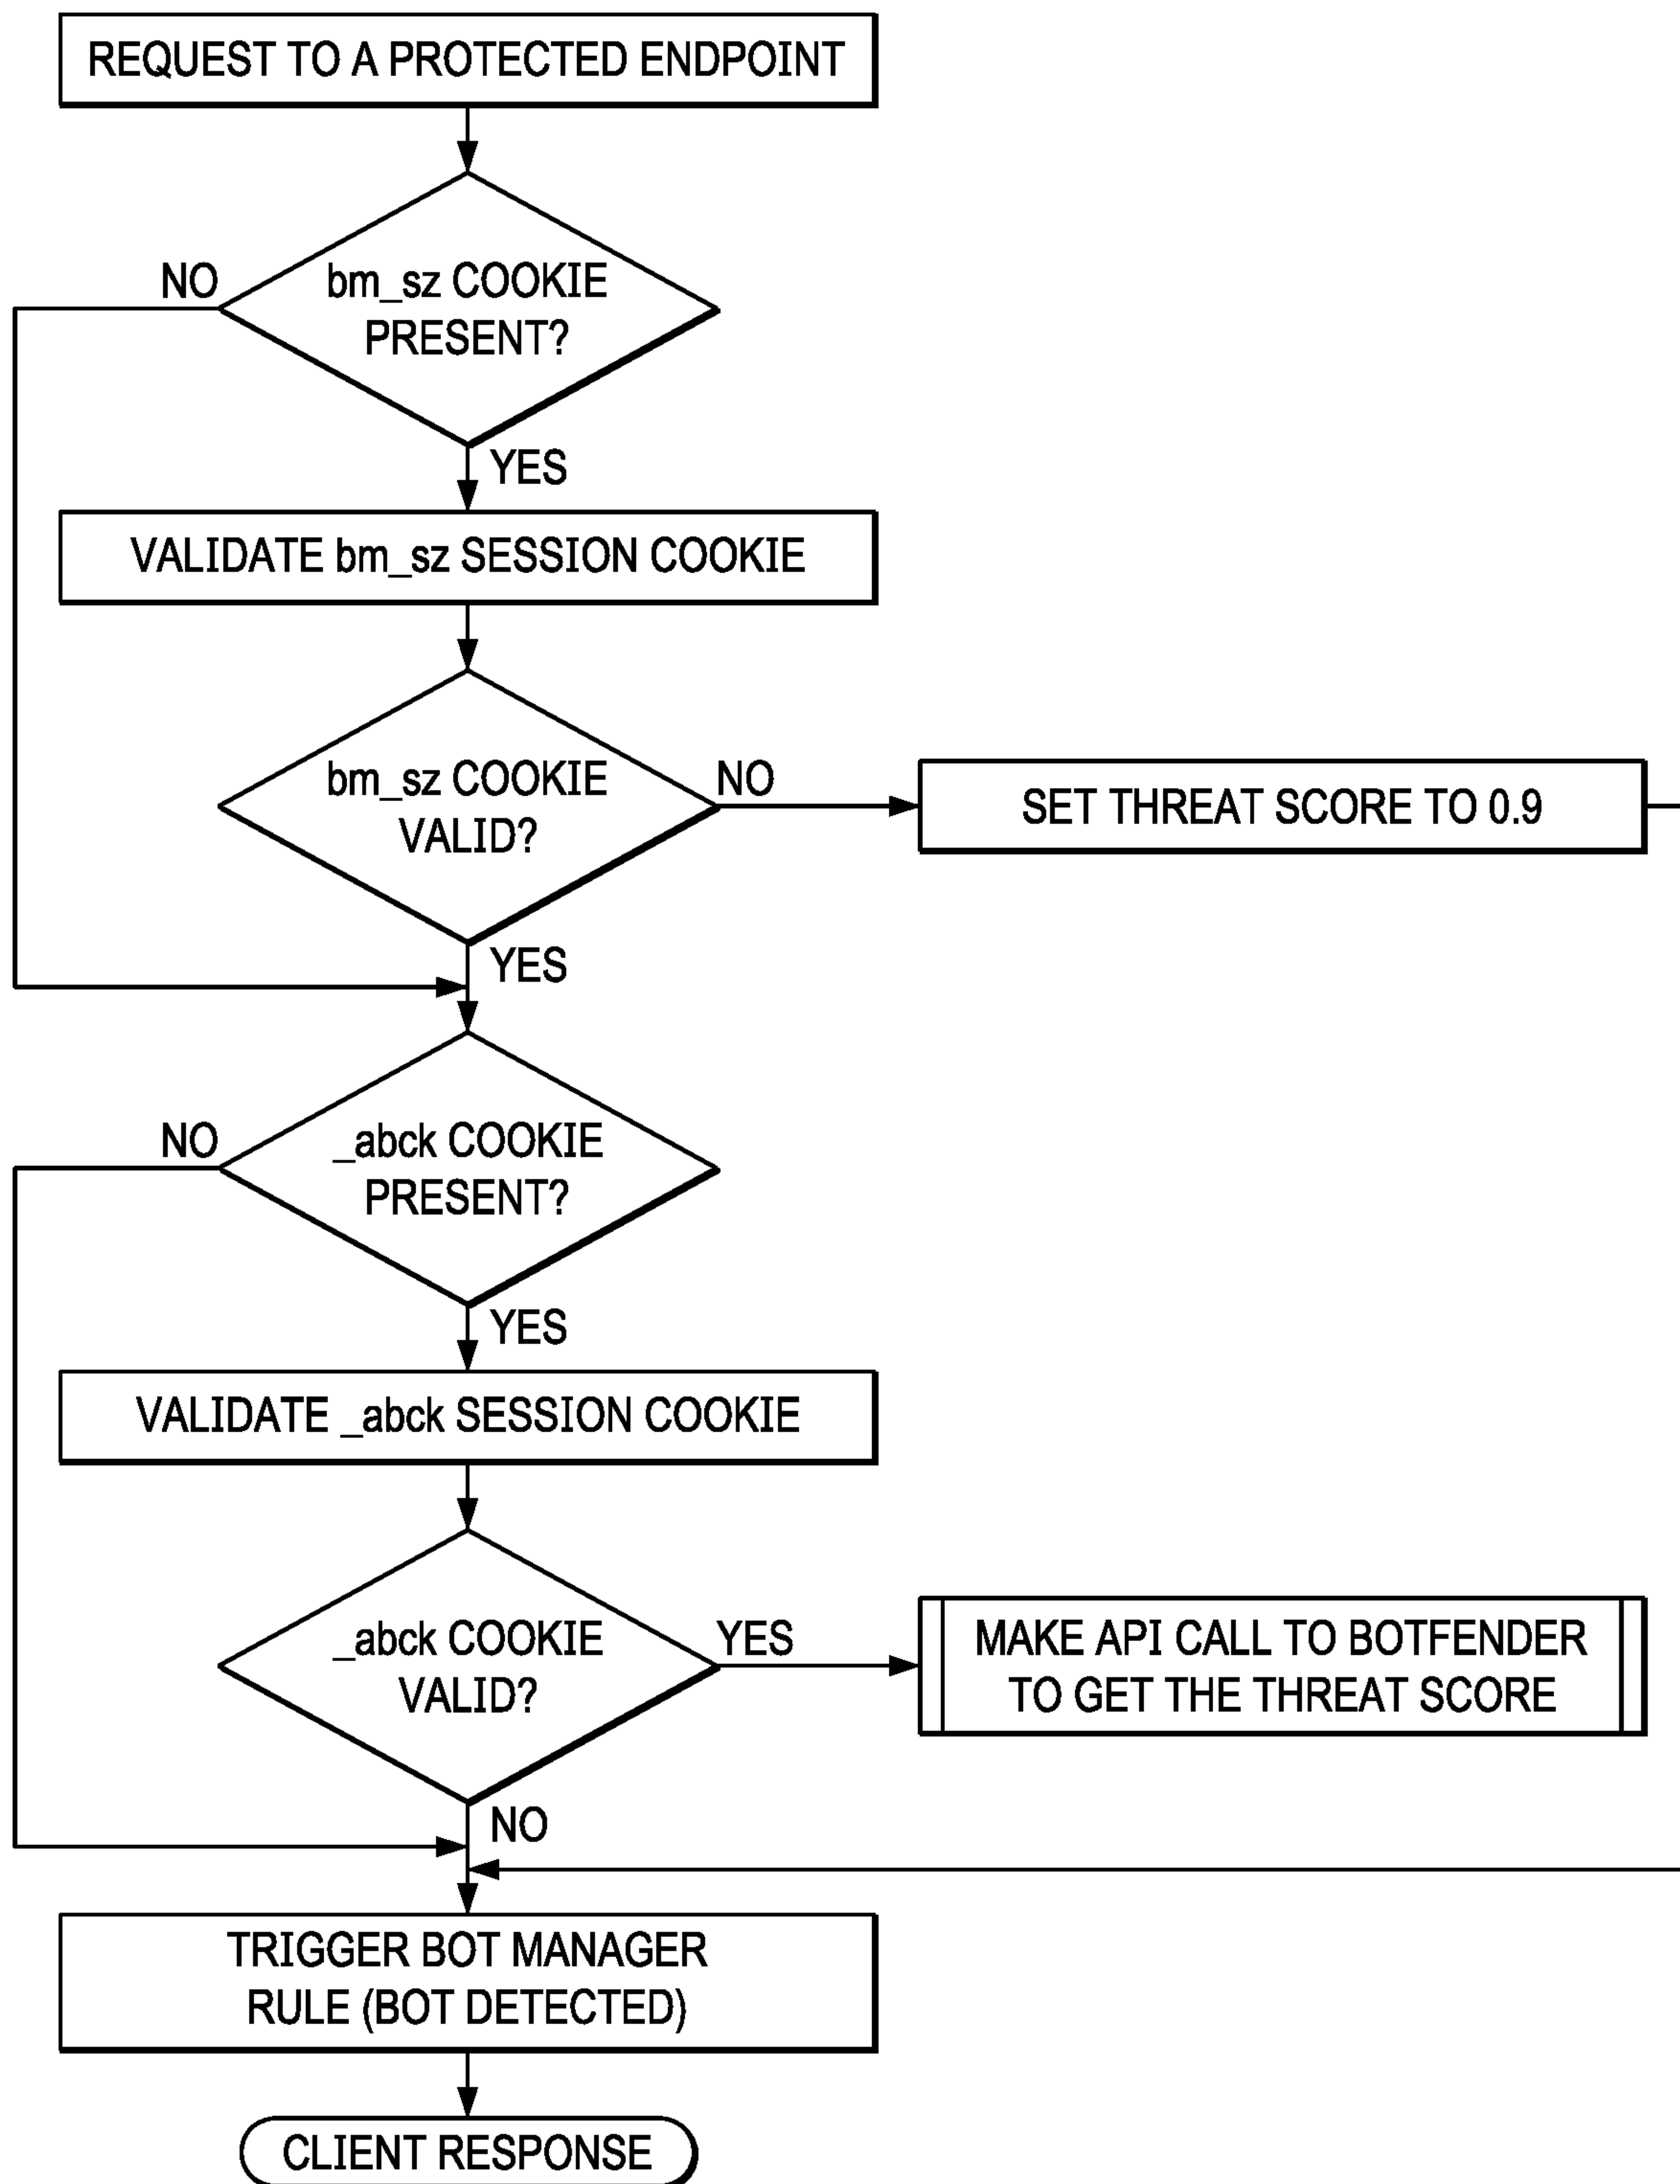 REQUEST TO A PROTECTED ENDPOINT
NO
bm_sz COOKIE
PRESENT?
YES
VALIDATE bm_sz SESSION COOKIE
bm_sz COOKIE
VALID?
NO
SET THREAT SCORE TO 0.9
YES
NO
_abck COOKIE
PRESENT?
YES
VALIDATE _abck SESSION COOKIE
_abck COOKIE
VALID?
YES
MAKE API CALL TO BOTFENDER
TO GET THE THREAT SCORE
NO
TRIGGER BOT MANAGER
RULE (BOT DETECTED)
CLIENT RESPONSE